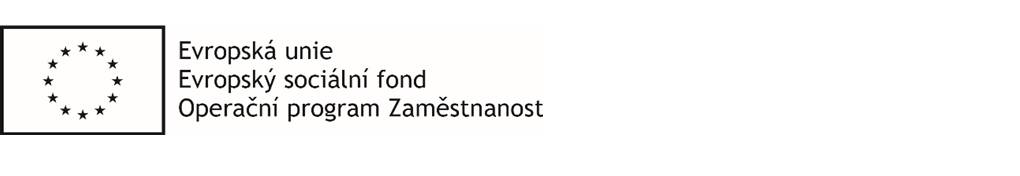 Evropská unie
Evropský sociální fond
Operační program Zaměstnanost